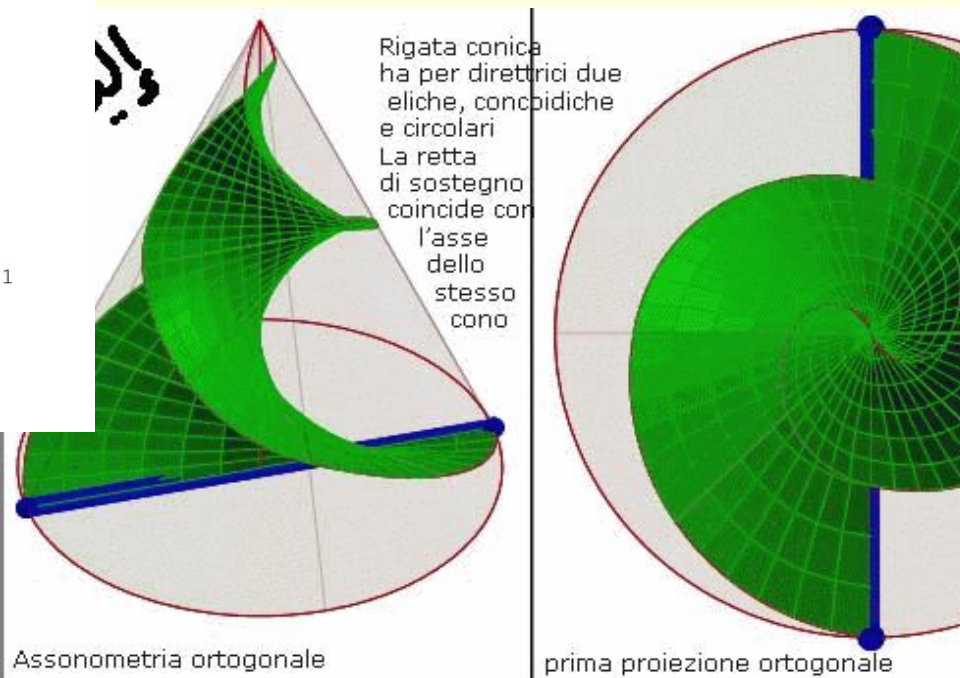 Rigata conica
ha per direttrici due
eliche, concoidiche
e circolari
La retta
di sostegno
coincide con
l'asse
dello
stesso
cono
1
Assonometria ortogonale
prima proiezione ortogonale